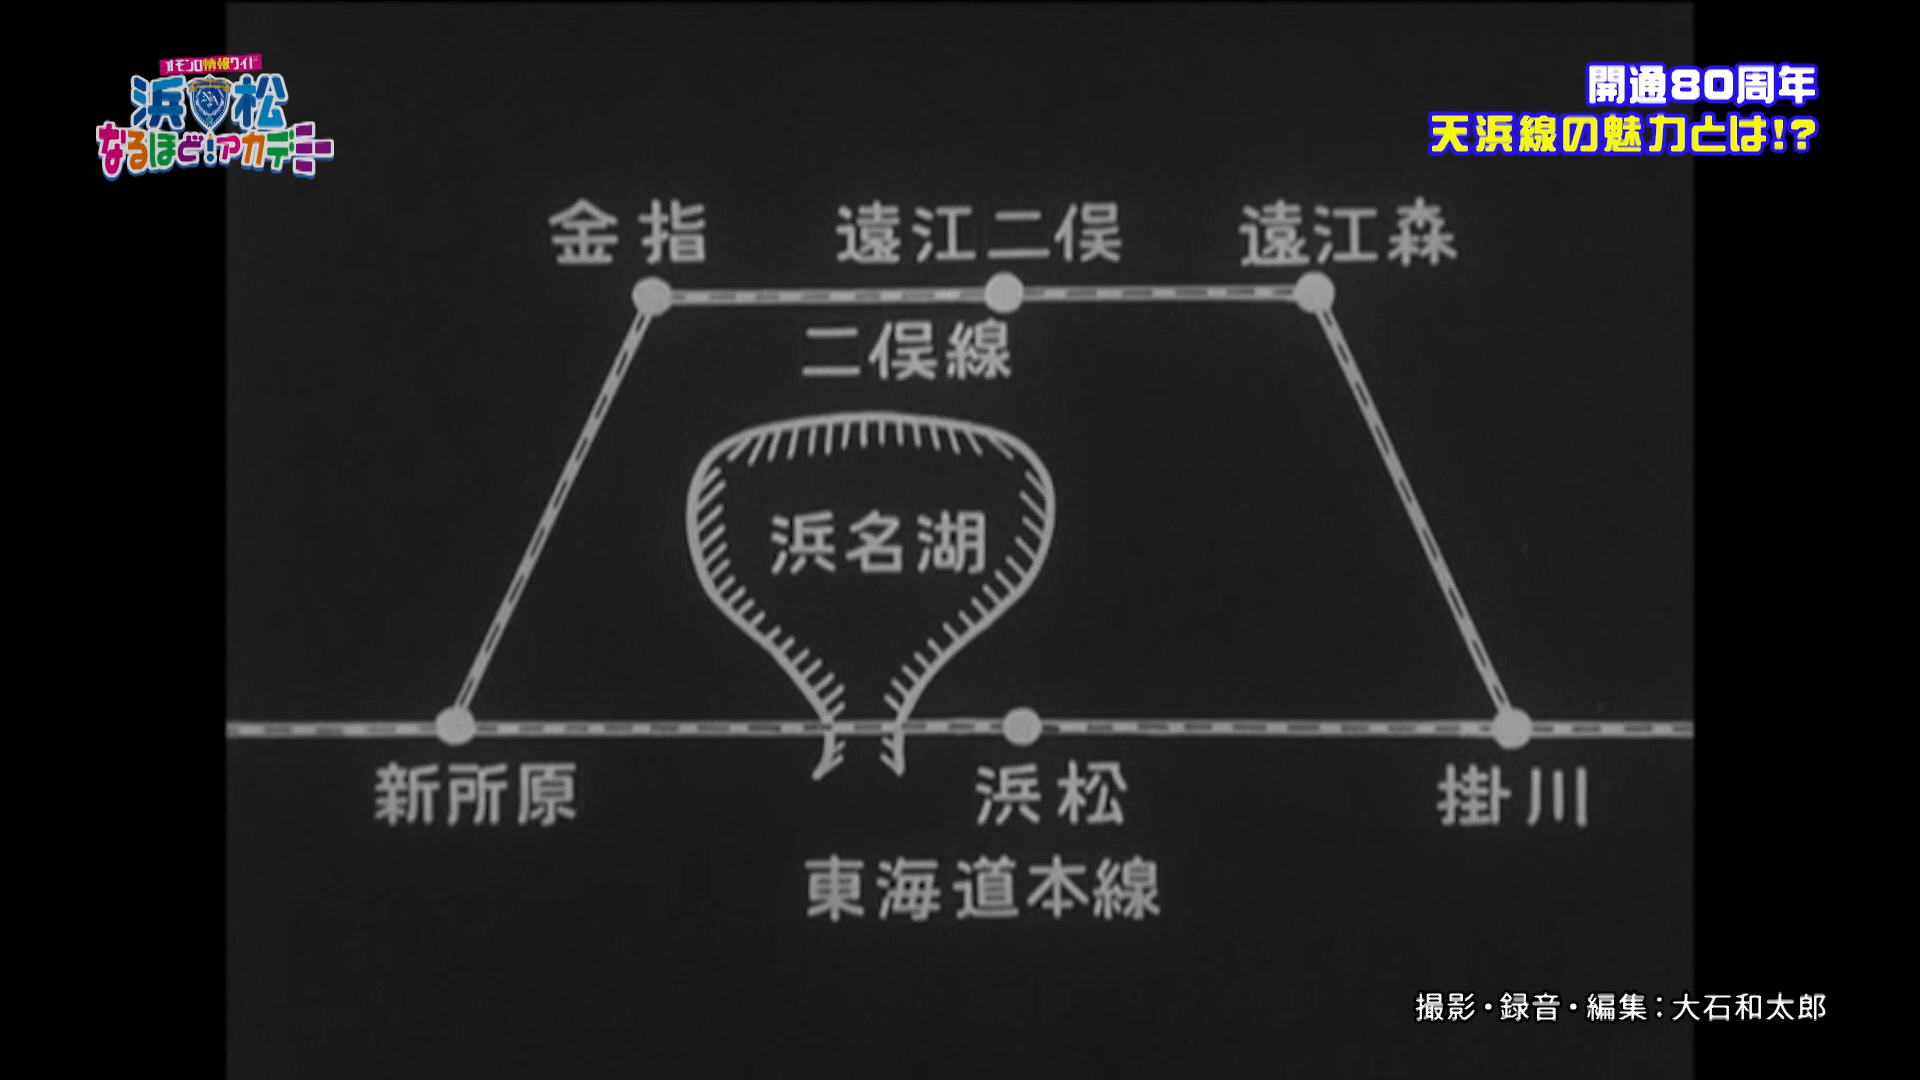 オモシロ情報ワイド
浜松
なるほど!アカデミー
開通80周年
天浜線の魅力とは!?
金指
遠江二俣
遠江森
二俣線
浜名湖
新所原
浜松
掛川
東海道本線
撮影・録音・編集:大石和太郎